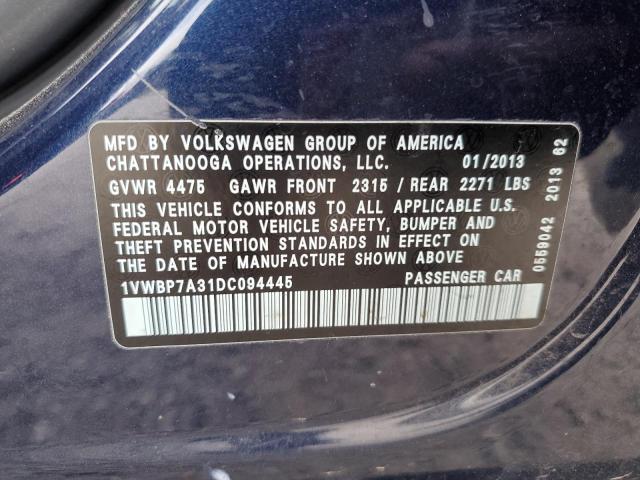 MFD BY VOLKSWAGEN GROUP OF AMERICA
CHATTANOOGA OPERATIONS, LLC. 01/2013
GVWR 4475 GAWR FRONT 2315 / REAR 2271 LBS
THIS VEHICLE CONFORMS TO ALL APPLICABLE U.S.
FEDERAL MOTOR VEHICLE SAFETY, BUMPER AND
THEFT PREVENTION STANDARDS IN EFFECT ON
THE DATE OF MANUFACTURE SHOWN ABOVE
1VWBP7A31DC094445 PASSENGER CAR
0559042 2013 62